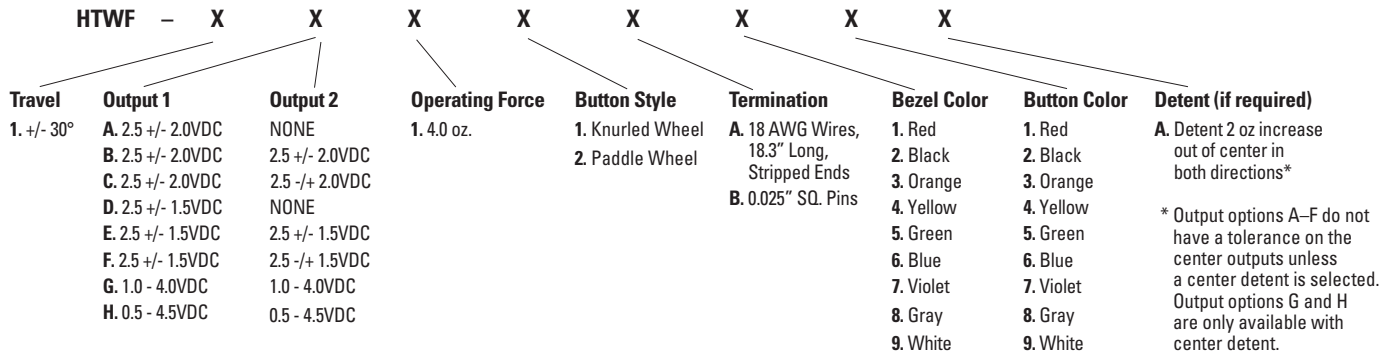 HTWF – X X X X X X X X
Travel
1. +/- 30°
Output 1 Output 2
A. 2.5 +/- 2.0VDC NONE
B. 2.5 +/- 2.0VDC 2.5 +/- 2.0VDC
C. 2.5 +/- 2.0VDC 2.5 -/+ 2.0VDC
D. 2.5 +/- 1.5VDC NONE
E. 2.5 +/- 1.5VDC 2.5 +/- 1.5VDC
F. 2.5 +/- 1.5VDC 2.5 -/+ 1.5VDC
G. 1.0 - 4.0VDC 1.0 - 4.0VDC
H. 0.5 - 4.5VDC 0.5 - 4.5VDC
Operating Force
1. 4.0 oz.
Button Style
1. Knurled Wheel
2. Paddle Wheel
Termination
A. 18 AWG Wires,
18.3” Long,
Stripped Ends
B. 0.025” SQ. Pins
Bezel Color
1. Red
2. Black
3. Orange
4. Yellow
5. Green
6. Blue
7. Violet
8. Gray
9. White
Button Color
1. Red
2. Black
3. Orange
4. Yellow
5. Green
6. Blue
7. Violet
8. Gray
9. White
Detent (if required)
A. Detent 2 oz increase
out of center in
both directions*
* Output options A–F do not
have a tolerance on the
center outputs unless
a center detent is selected.
Output options G and H
are only available with
center detent.